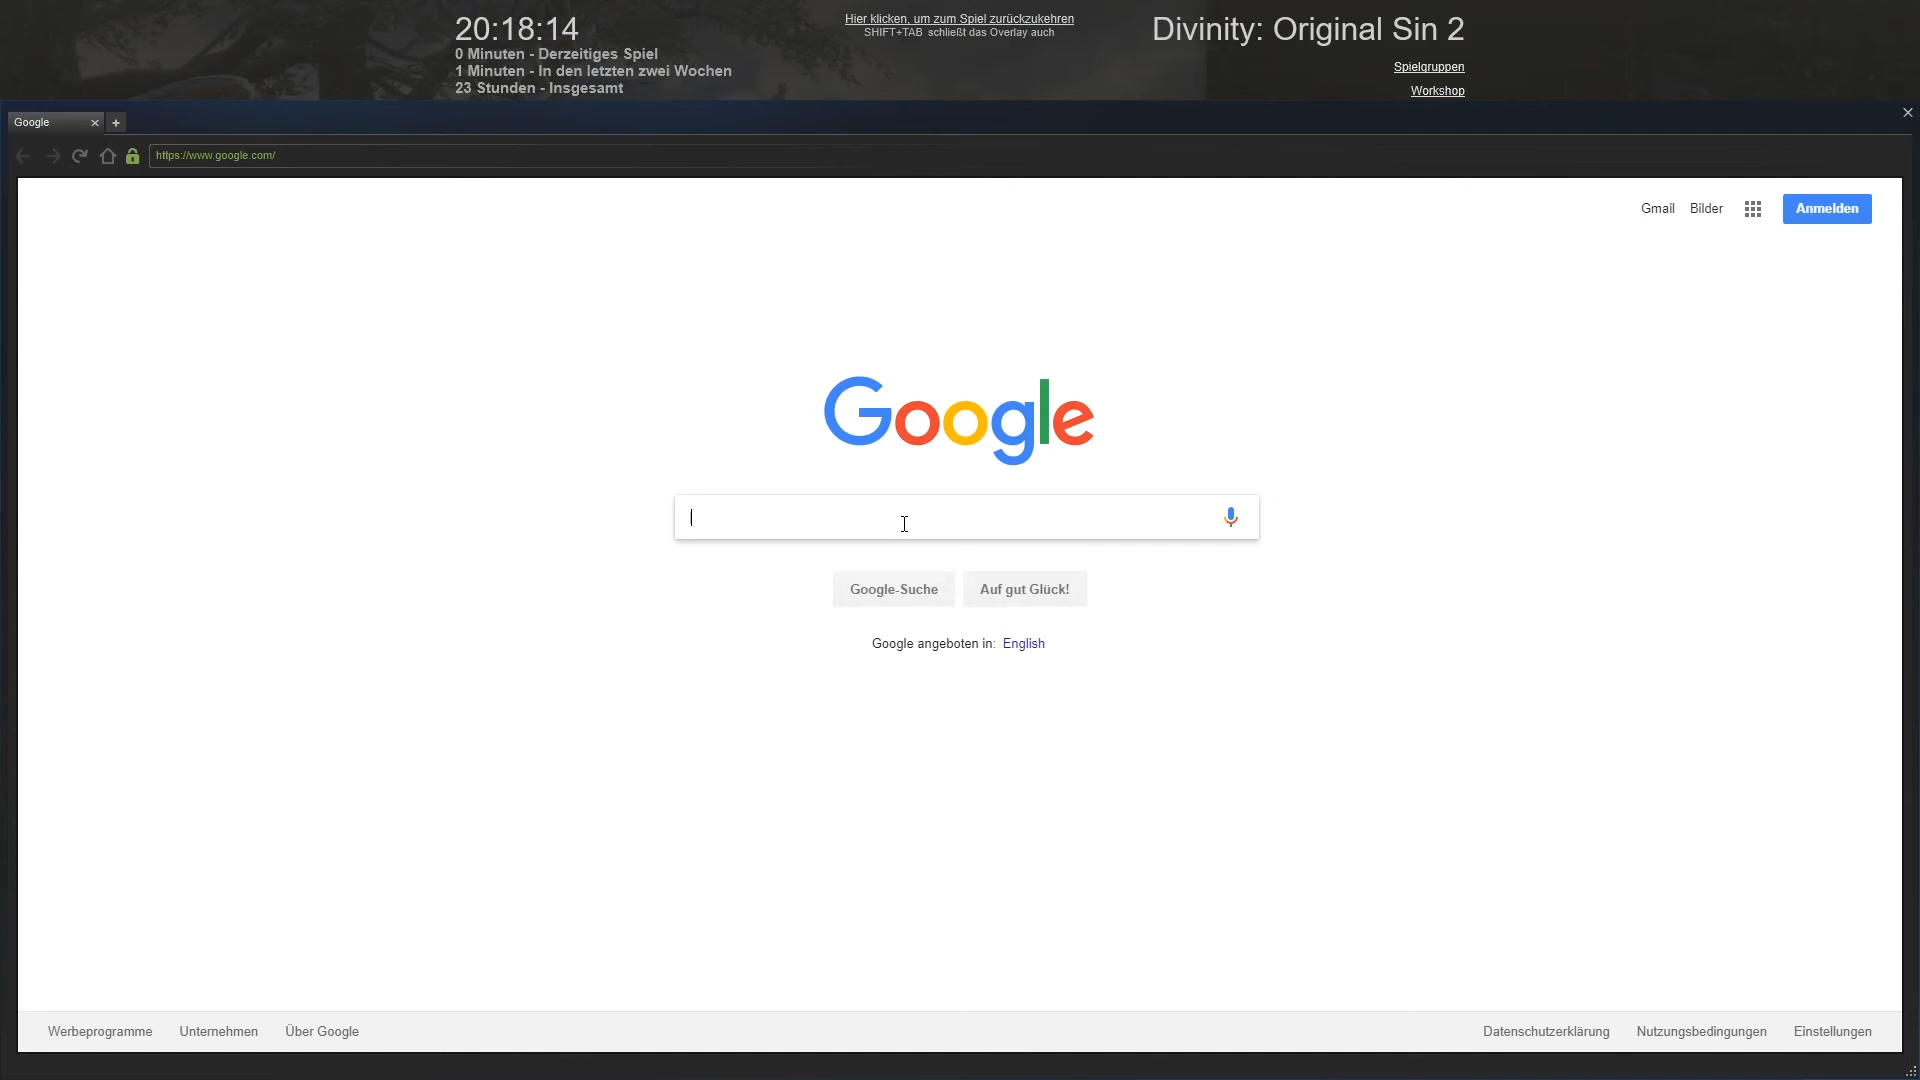 20:18:14
0 Minuten - Derzeitiges Spiel
1 Minuten - In den letzten zwei Wochen
23 Stunden - Insgesamt
Hier klicken, um zum Spiel zurückzukehren
SHIFT+TAB schließt das Overlay auch
Divinity: Original Sin 2
Spielgruppen
Workshop
Google
https://www.google.com/
Gmail Bilder Anmelden
Google
Google-Suche Auf gut Glück!
Google angeboten in: English
Werbeprogramme Unternehmen Über Google Datenschutzerklärung Nutzungsbedingungen Einstellungen